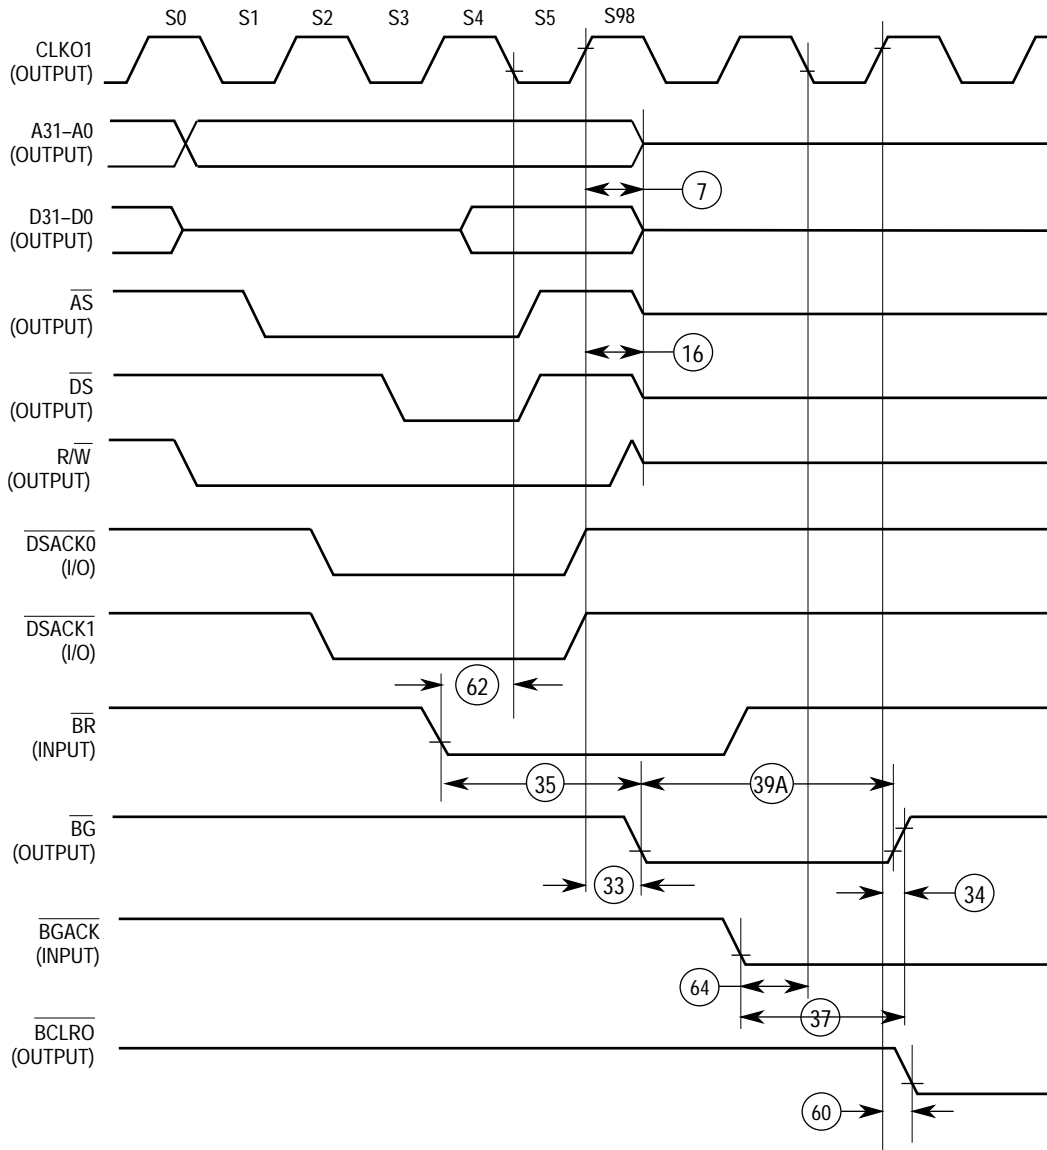 S0 S1 S2 S3 S4 S5 S98
CLKO1
(OUTPUT)
A31–A0
(OUTPUT)
7
D31–D0
(OUTPUT)
AS
(OUTPUT)
16
DS
(OUTPUT)
R/W
(OUTPUT)
DSACK0
(I/O)
DSACK1
(I/O)
62
BR
(INPUT)
35 39A
BG
(OUTPUT)
33 34
BGACK
(INPUT)
64
37
BCLRO
(OUTPUT)
60